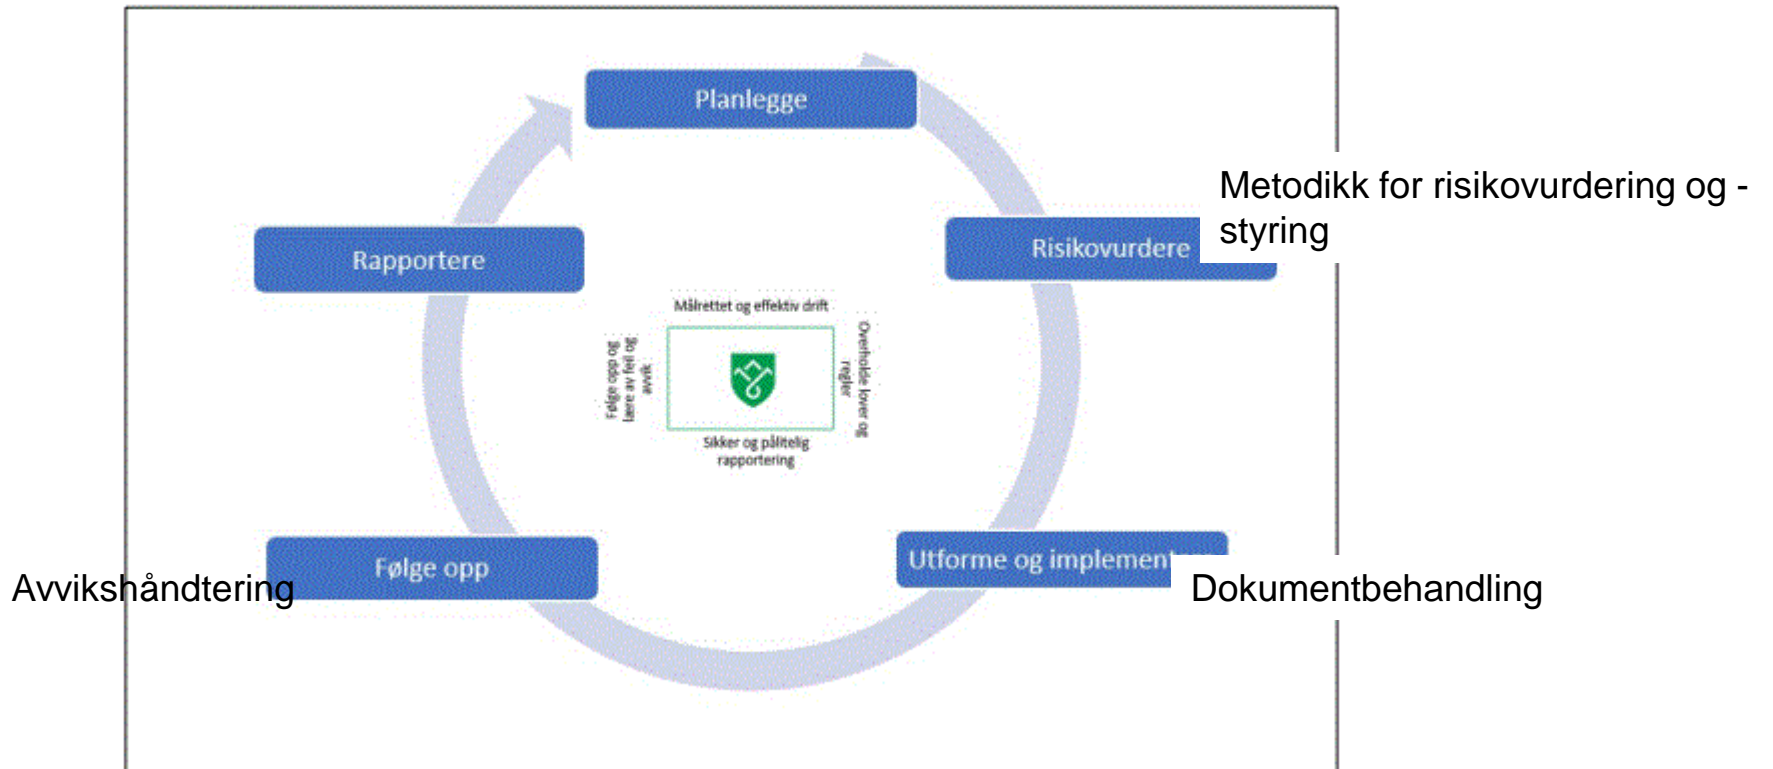 Planlegge
Metodikk for risikovurdering og -
styring
Risikovurdere
Rapportere
Målrettet og effektiv drift
Overholde lover og
regler
Følge opp og
lære av feil og
avvik
Sikker og pålitelig
rapportering
Utforme og
Dokumentbehandling
Følge opp
Avvikshåndtering